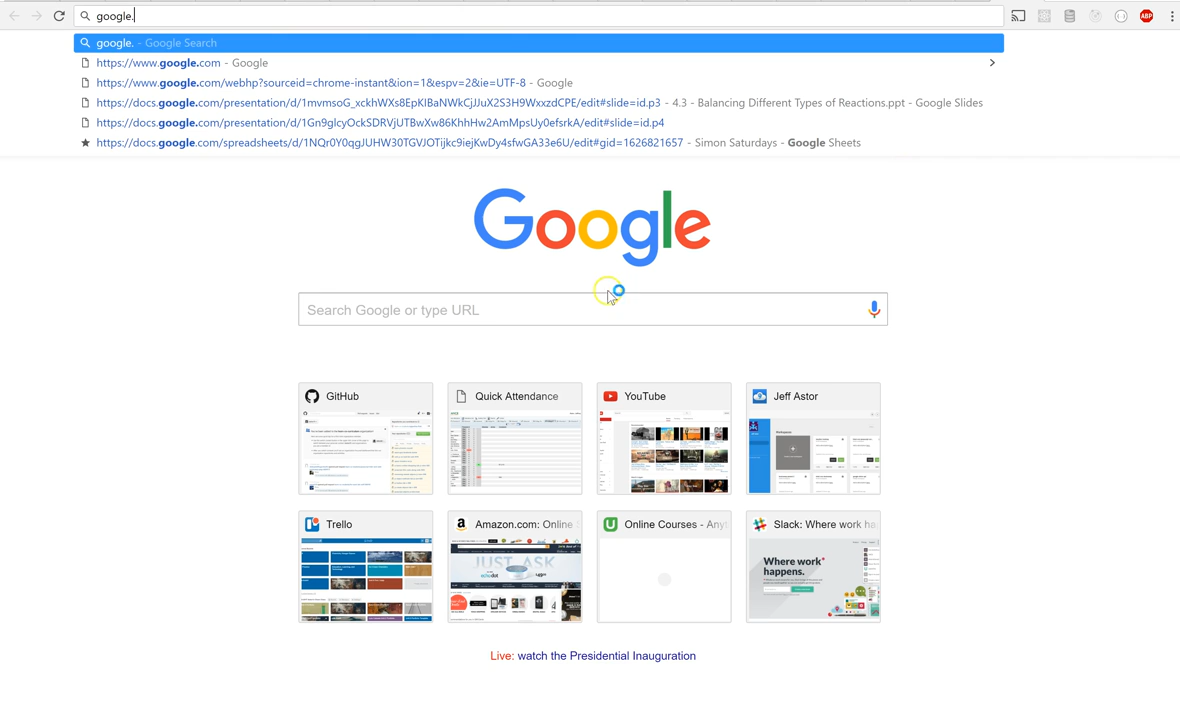 google.
ABP
google. - Google Search
https://www.google.com - Google
https://www.google.com/webhp?sourceid=chrome-instant&ion=1&espv=2&ie=UTF-8 - Google
https://docs.google.com/presentation/d/1mvmsoG_xckhWXs8EpKIBaNWkCjJJuX2S3H9WxxzdCPE/edit#slide=id.p3 - 4.3 - Balancing Different Types of Reactions.ppt - Google Slides
https://docs.google.com/presentation/d/1Gn9glcyOckSDRVjUTBwXw86KhhHw2AmMpsUy0efsrkA/edit#slide=id.p4
https://docs.google.com/spreadsheets/d/1NQr0Y0qgJUHW30TGVJOTijkc9iejKwDy4sfwGA33e6U/edit#gid=1626821657 - Simon Saturdays - Google Sheets
Google
Search Google or type URL
GitHub
Quick Attendance
YouTube
Jeff Astor
Trello
Amazon.com: Online S
Online Courses - Anyt
Slack: Where work ha
JUST ASK
Where work
happens.
Live: watch the Presidential Inauguration